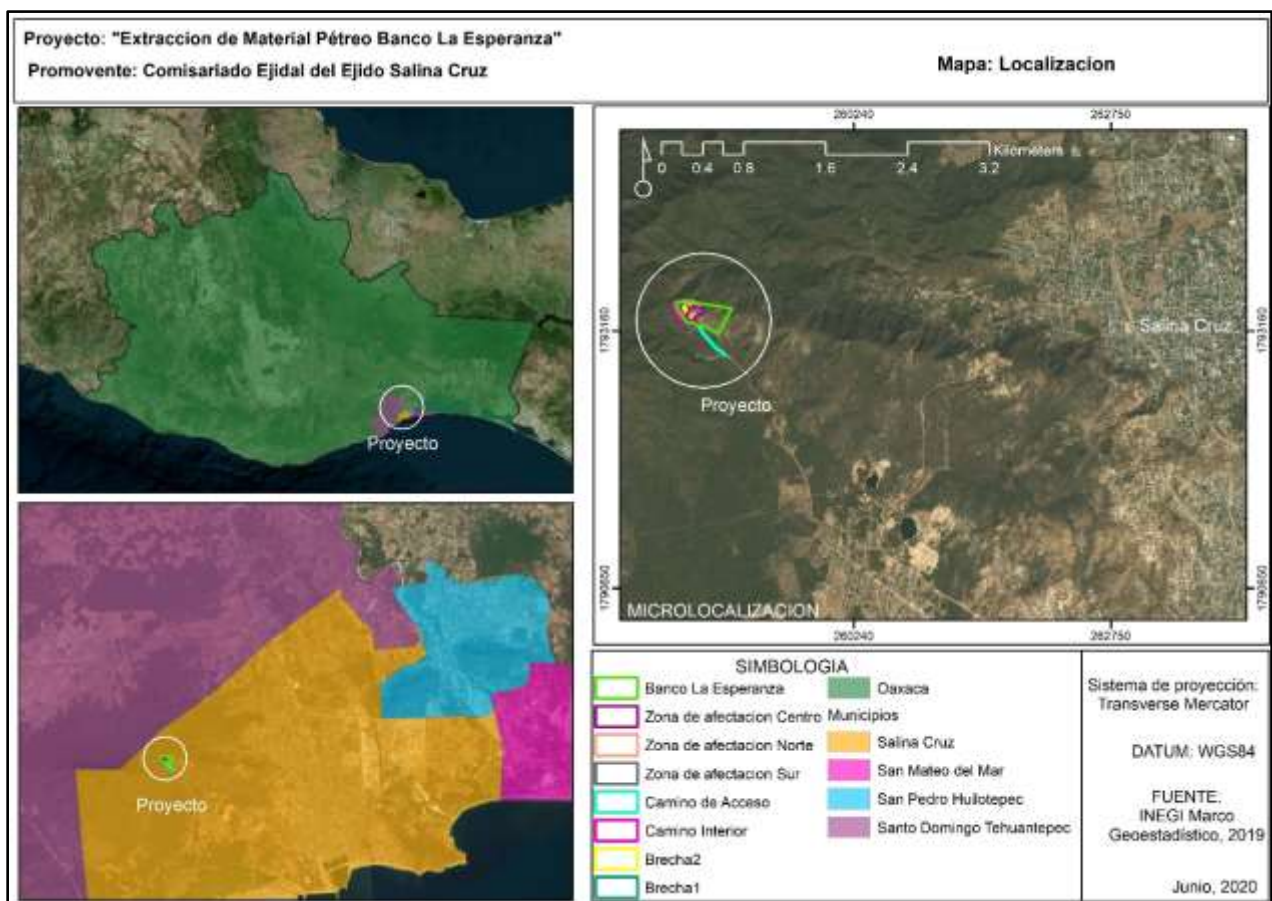 Proyecto: "Extraccion de Material Pétreo Banco La Esperanza"
Promovente: Comisariado Ejidal del Ejido Salina Cruz
Mapa: Localizacion
Proyecto
Proyecto
260240
262750
Kilometers
0 0.4 0.8 1.6 2.4 3.2
1793160
1793160
Salina Cruz
Proyecto
1790650
1790650
MICROLOCALIZACION
260240
262750
SIMBOLOGIA
Banco La Esperanza
Zona de afectacion Centro
Zona de afectacion Norte
Zona de afectacion Sur
Camino de Acceso
Camino Interior
Brecha2
Brecha1
Oaxaca
Municipios
Salina Cruz
San Mateo del Mar
San Pedro Huilotepec
Santo Domingo Tehuantepec
Sistema de proyección:
Transverse Mercator
DATUM: WGS84
FUENTE:
INEGI Marco
Geoestadístico, 2019
Junio, 2020